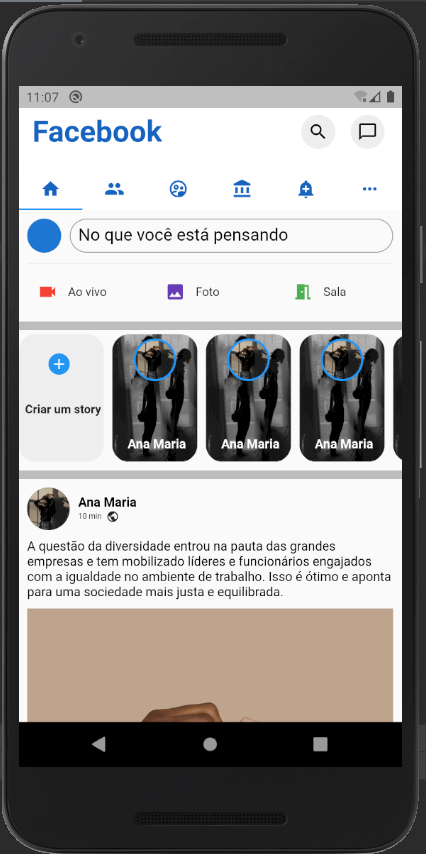 11:07
Facebook
No que você está pensando
Ao vivo
Foto
Sala
Criar um story
Ana Maria
Ana Maria
Ana Maria
Ana Maria
10 min
A questão da diversidade entrou na pauta das grandes
empresas e tem mobilizado líderes e funcionários engajados
com a igualdade no ambiente de trabalho. Isso é ótimo e aponta
para uma sociedade mais justa e equilibrada.